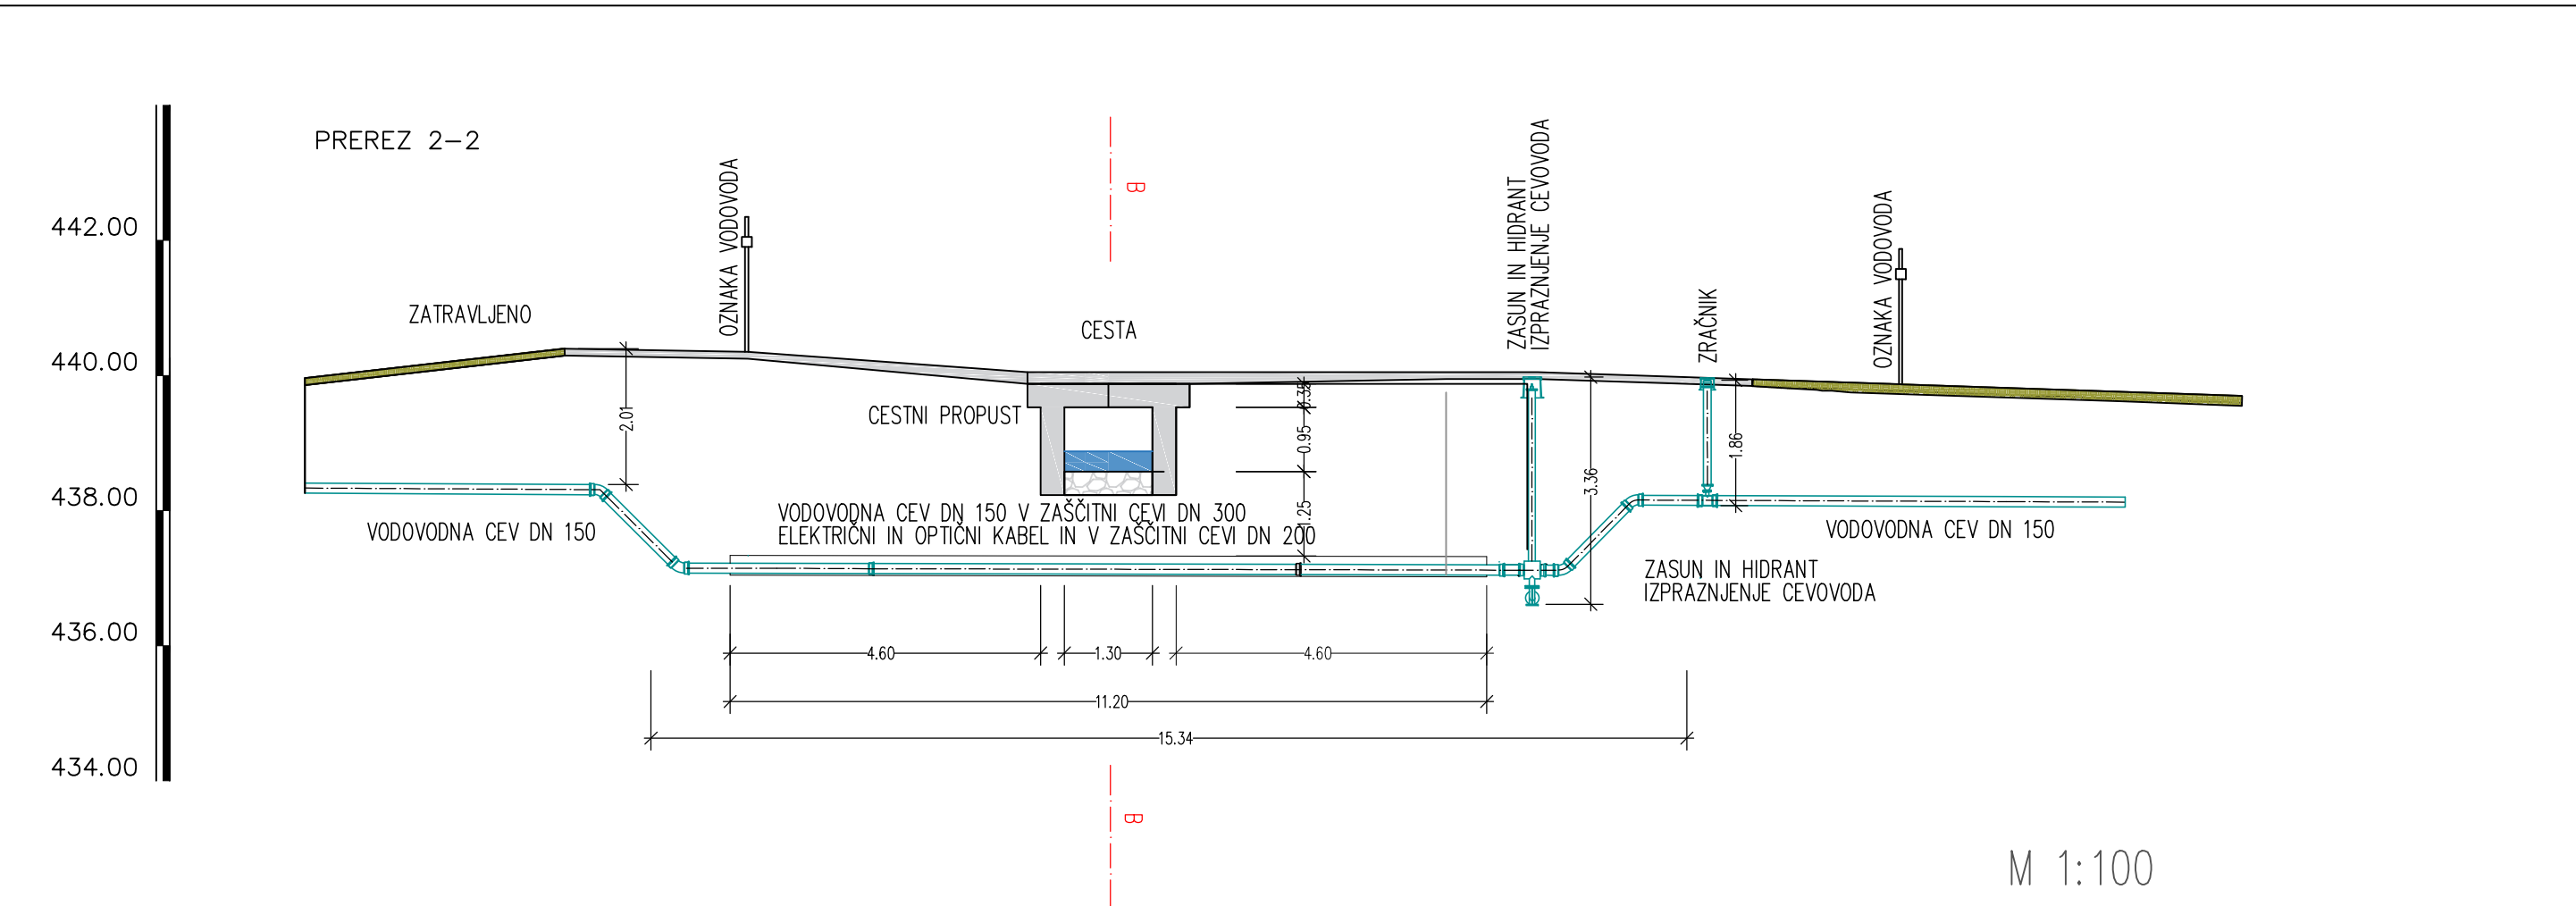 PREREZ 2-2
442.00
440.00
438.00
436.00
434.00
ZATRAVLJENO
OZNAKA VODOVODA
B
CESTA
ZASUN IN HIDRANT
IZPRAZNJENJE CEVOVODA
ZRAČNIK
OZNAKA VODOVODA
2.01
CESTNI PROPUST
0.95
1.25
3.36
1.86
VODOVODNA CEV DN 150
VODOVODNA CEV DN 150 V ZAŠČITNI CEVI DN 300
ELEKTRIČNI IN OPTIČNI KABEL IN V ZAŠČITNI CEVI DN 200
VODOVODNA CEV DN 150
ZASUN IN HIDRANT
IZPRAZNJENJE CEVOVODA
4.60
1.30
4.60
11.20
15.34
B
M 1:100